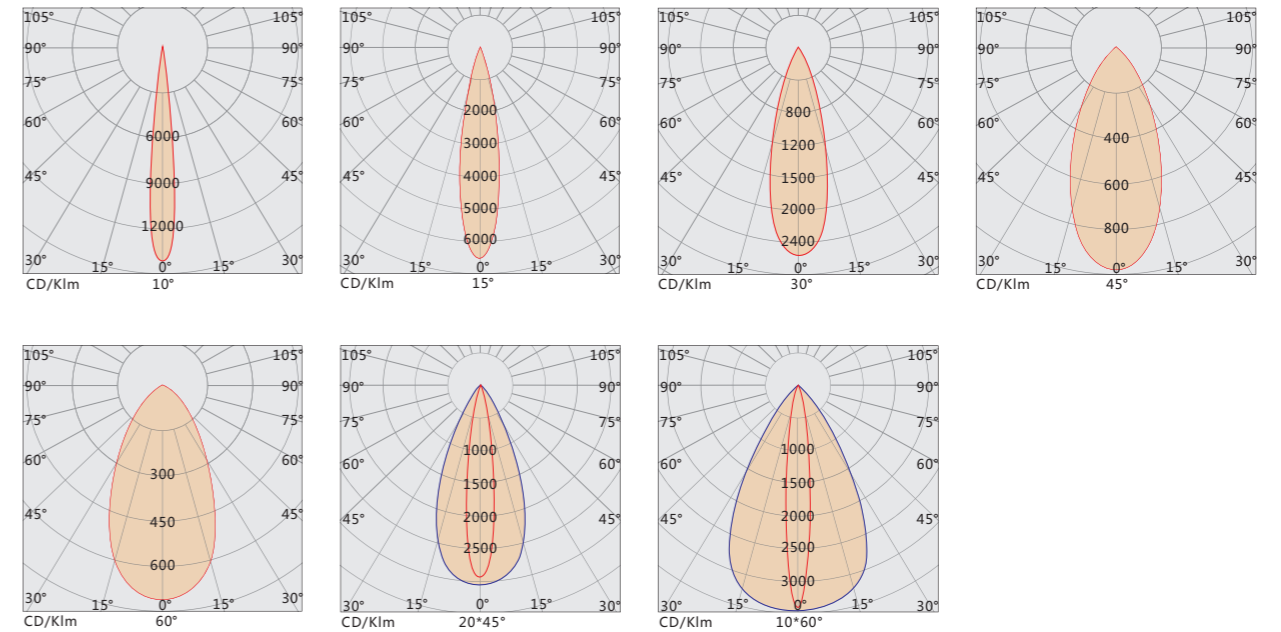 105° 105° 105° 105° 105° 105° 105° 105°
90° 90° 90° 90° 90° 90° 90° 90°
75° 75° 75° 75° 75° 75° 75° 75°
2000 800
60° 60° 60° 60° 60° 60° 60° 60°
6000 3000 1200 400
45° 45° 45° 45° 45° 45° 45° 45°
9000 4000 1500 600
5000 2000
12000 6000 2400 800
30° 30° 30° 30° 30° 30° 30° 30°
15° 0° 15° 15° 0° 15° 15° 0° 15° 15° 0° 15°
CD/Klm 10° CD/Klm 15° CD/Klm 30° CD/Klm 45°
105° 105° 105° 105° 105° 105°
90° 90° 90° 90° 90° 90°
75° 75° 75° 75° 75° 75°
1000 1000
60° 60° 60° 60° 60° 60°
300 1500 1500
45° 45° 45° 45° 45° 45°
450 2000 2000
600 2500 2500
3000
30° 30° 30° 30° 30° 30°
15° 0° 15° 15° 0° 15° 15° 0° 15°
CD/Klm 60° CD/Klm 20*45° CD/Klm 10*60°